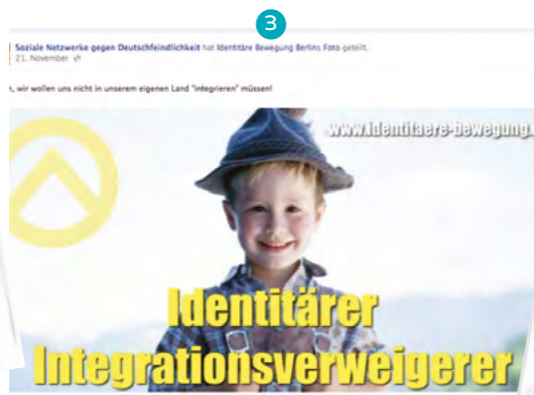 3
Soziale Netzwerke gegen Deutschfeindlichkeit hat Identitäre Bewegung Berlins Foto geteilt.
21. November
, wir wollen uns nicht in unserem eigenen Land "integrieren" müssen!
www.identitaere-bewegung.
Identitärer
Integrationsverweigerer